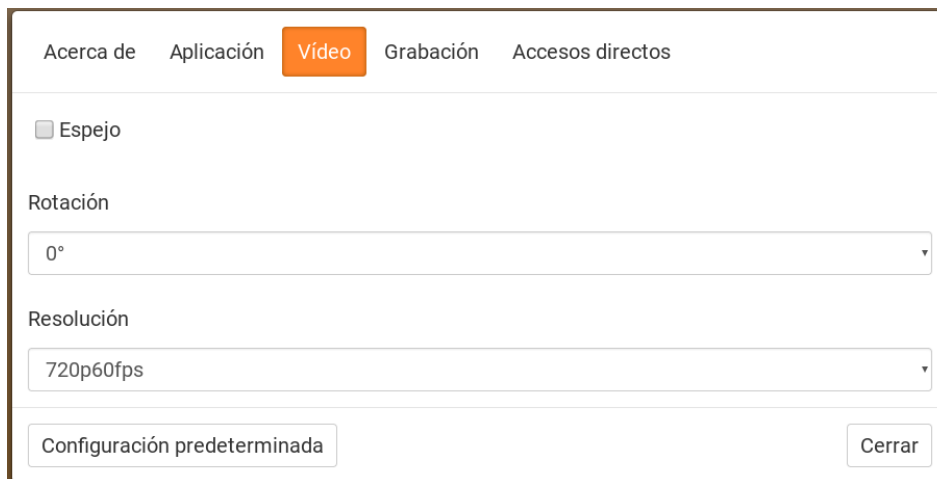 Acerca de Aplicación Vídeo Grabación Accesos directos
Espejo
Rotación
0°
Resolución
720p60fps
Configuración predeterminada Cerrar